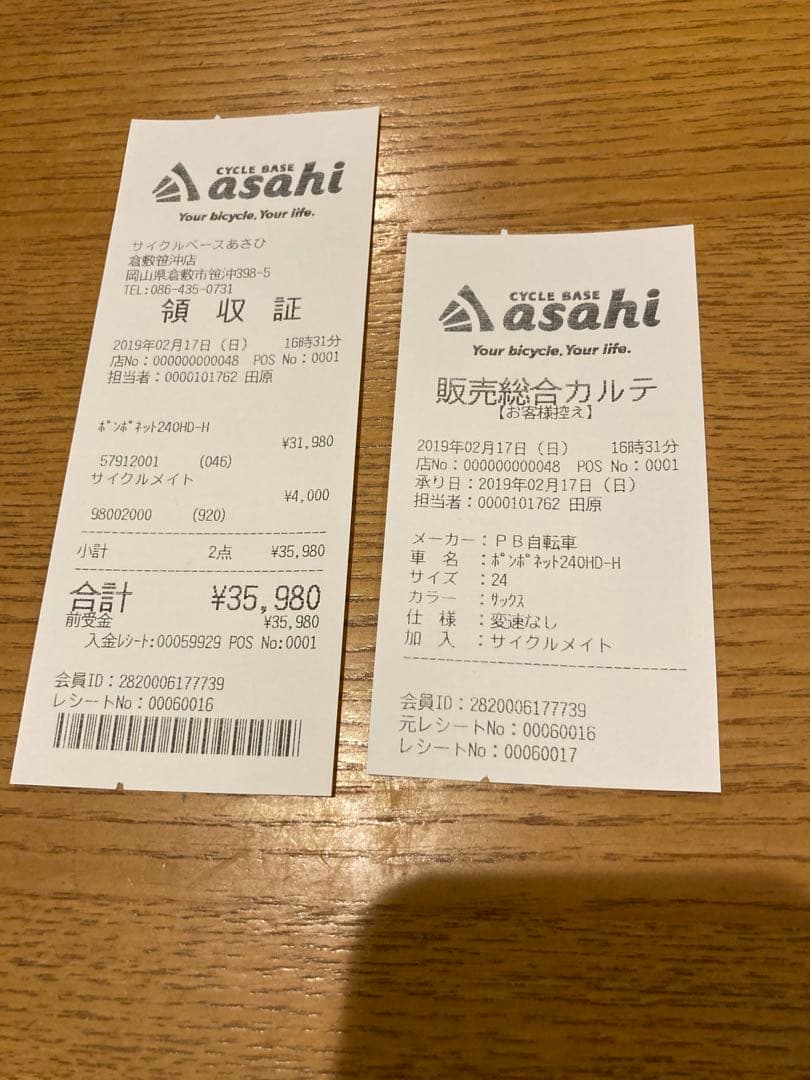 CYCLE BASE
asahi
Your bicycle, Your life.
サイクルベースあさひ
倉敷笹沖店
岡山県倉敷市笹沖398-5
TEL:086-435-0731
領 収 証
2019年02月17日(日) 16時31分
店No:000000000048 POS No:0001
担当者:0000101762 田原
ポンポネット240HD-H
¥31,980
57912001 (046)
サイクルメイト
¥4,000
98002000 (920)
小計 2点 ¥35,980
合計 ¥35,980
前受金 ¥35,980
入金レシート:00059929 POS No:0001
会員ID:2820006177739
レシートNo:00060016
CYCLE BASE
asahi
Your bicycle, Your life.
販売総合カルテ
【お客様控え】
2019年02月17日(日) 16時31分
店No:000000000048 POS No:0001
承り日:2019年02月17日(日)
担当者:0000101762 田原
メーカー:PB自転車
車 名:ポンポネット240HD-H
サイズ:24
カラー:サックス
仕 様:変速なし
加 入:サイクルメイト
会員ID:2820006177739
元レシートNo:00060016
レシートNo:00060017